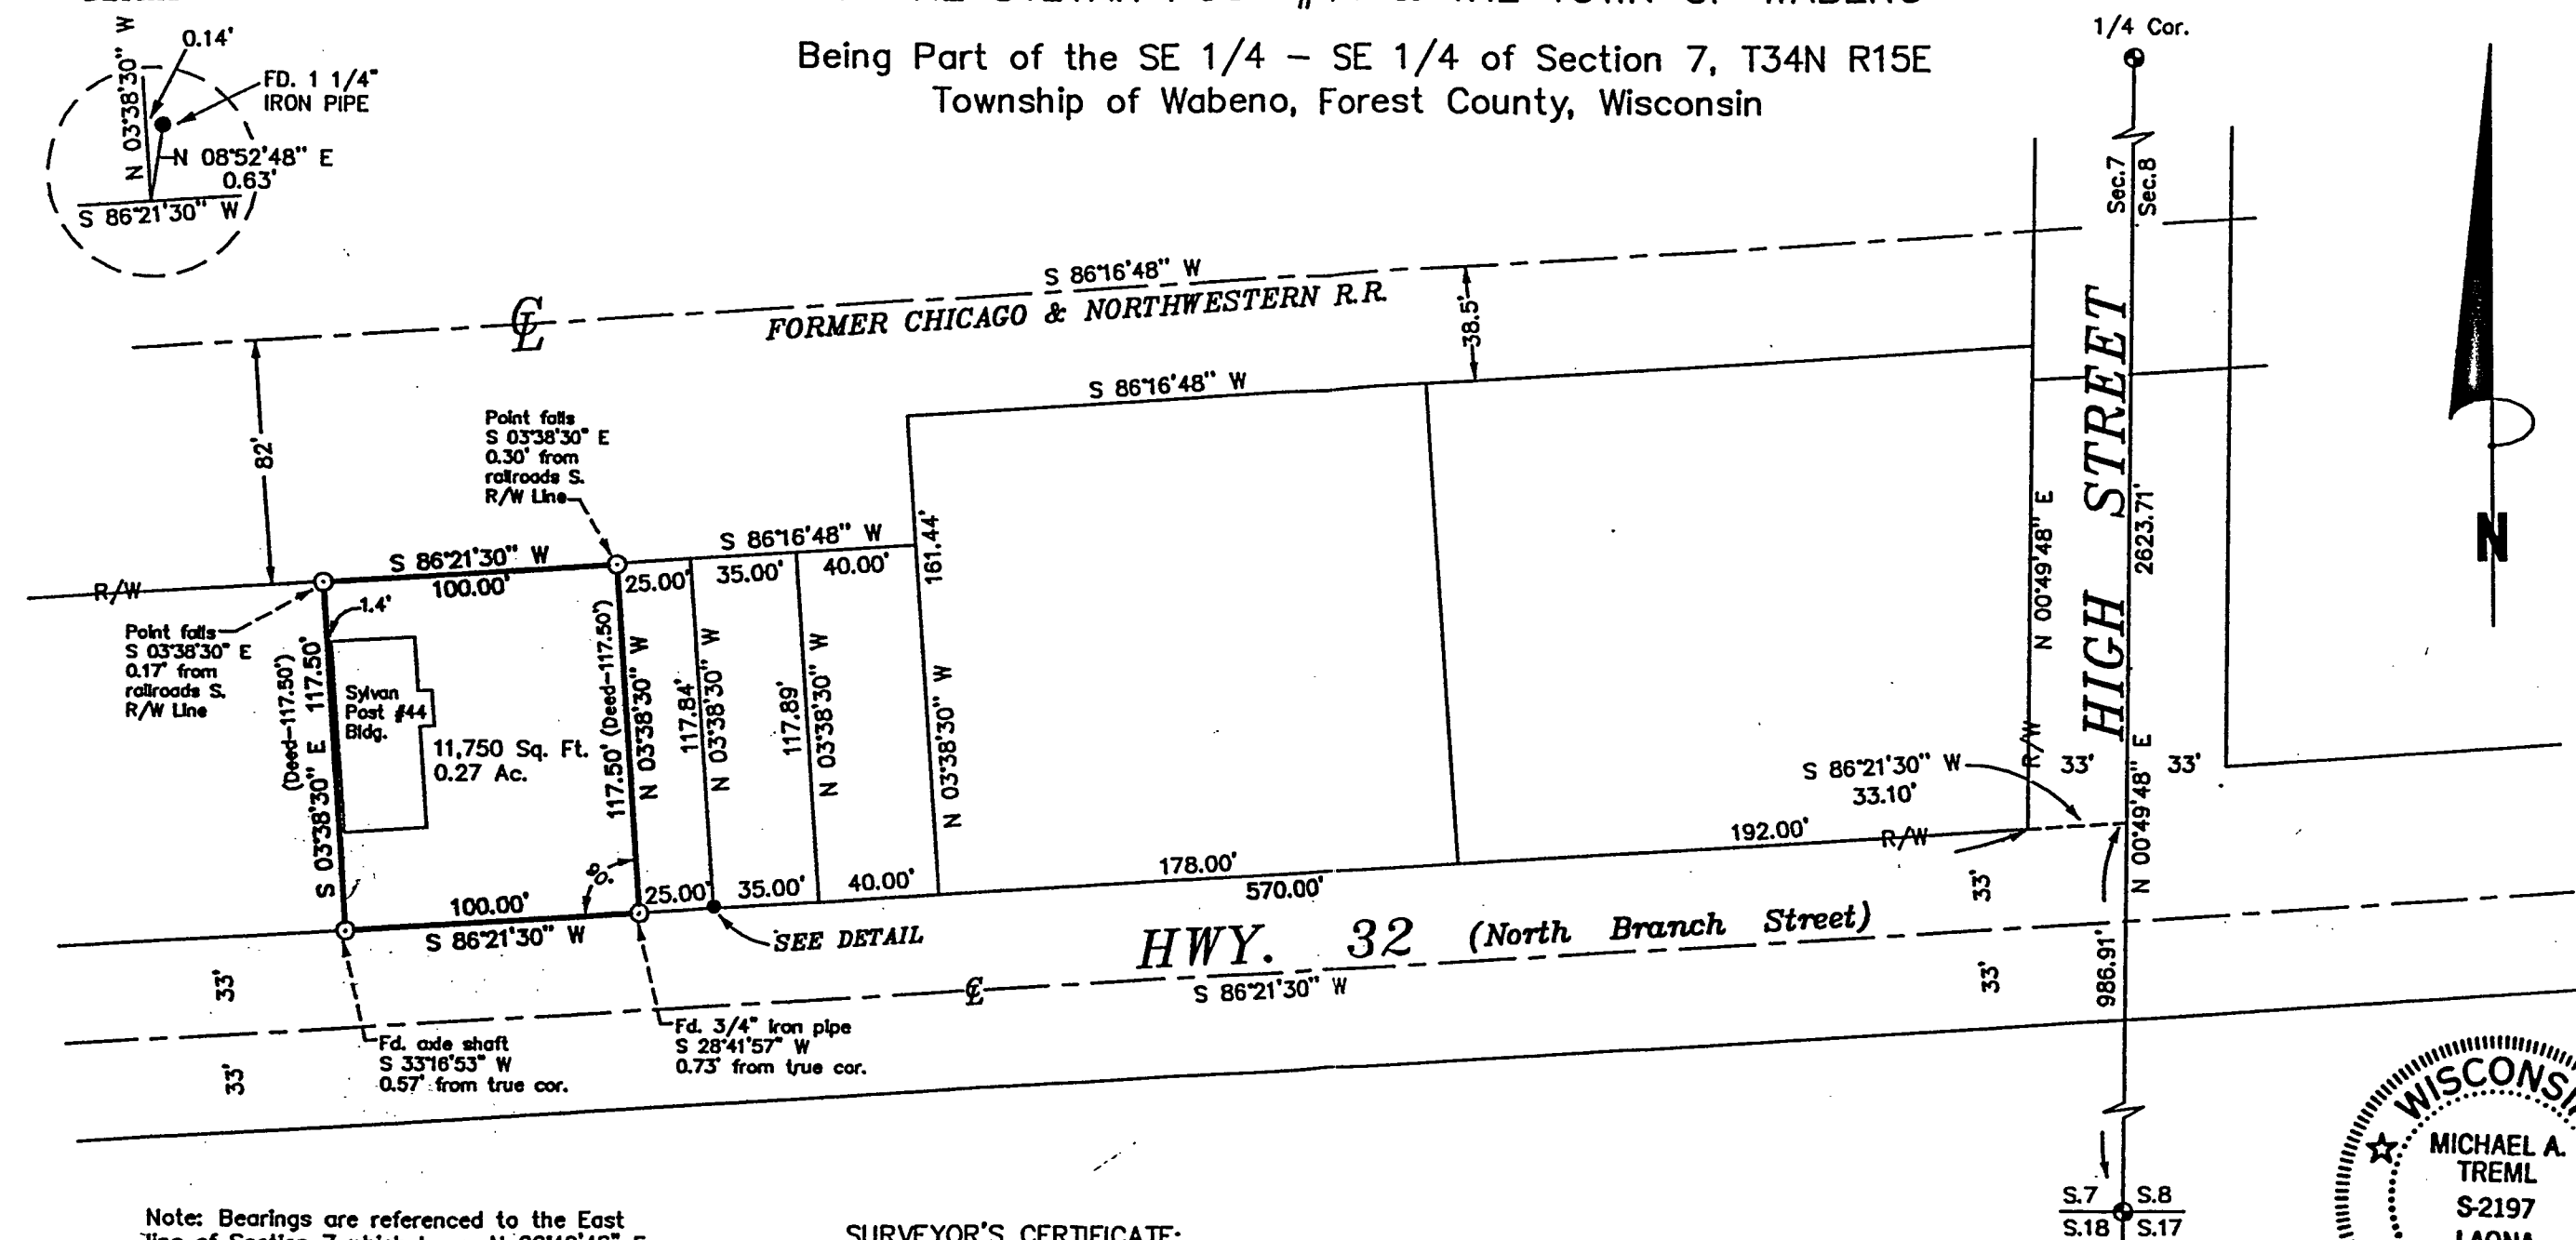 Being Part of the SE 1/4 – SE 1/4 of Section 7, T34N R15E
Township of Wabeno, Forest County, Wisconsin
1/4 Cor.
0.14'
N 03°38'30" W
FD. 1 1/4"
IRON PIPE
N 08°52'48" E
0.63'
S 86°21'30" W
Sec.7
Sec.8
S 86°16'48" W
FORMER CHICAGO & NORTHWESTERN R.R.
38.5'
82'
S 86°16'48" W
Point falls
S 03°38'30" E
0.30' from
railroads S.
R/W Line
S 86°16'48" W
161.44'
R/W
S 86°21'30" W
100.00'
25.00'
35.00'
40.00'
1.4'
Point falls
S 03°38'30" E
0.17' from
railroads S.
R/W Line
(Deed–117.50')
S 03°38'30" E 117.50'
Sylvan
Post #44
Bldg.
11,750 Sq. Ft.
0.27 Ac.
117.50' (Deed–117.50')
N 03°38'30" W
117.84'
N 03°38'30" W
117.89'
N 03°38'30" W
N 03°38'30" W
N 00°49'48" E
HIGH STREET
2623.71'
N
R/W
33'
33'
S 86°21'30" W
33.10'
N 00°49'48" E
192.00'
R/W
178.00'
570.00'
90°
100.00'
25.00'
35.00'
40.00'
S 86°21'30" W
SEE DETAIL
HWY. 32 (North Branch Street)
S 86°21'30" W
33'
33'
33'
33'
986.91'
Fd. axle shaft
S 33°16'53" W
0.57' from true cor.
Fd. 3/4" iron pipe
S 28°41'57" W
0.73' from true cor.
WISCONSI
MICHAEL A.
TREML
S-2197
S.7
S.8
S.18
S.17
Note: Bearings are referenced to the East
SURVEYOR'S CERTIFICATE: